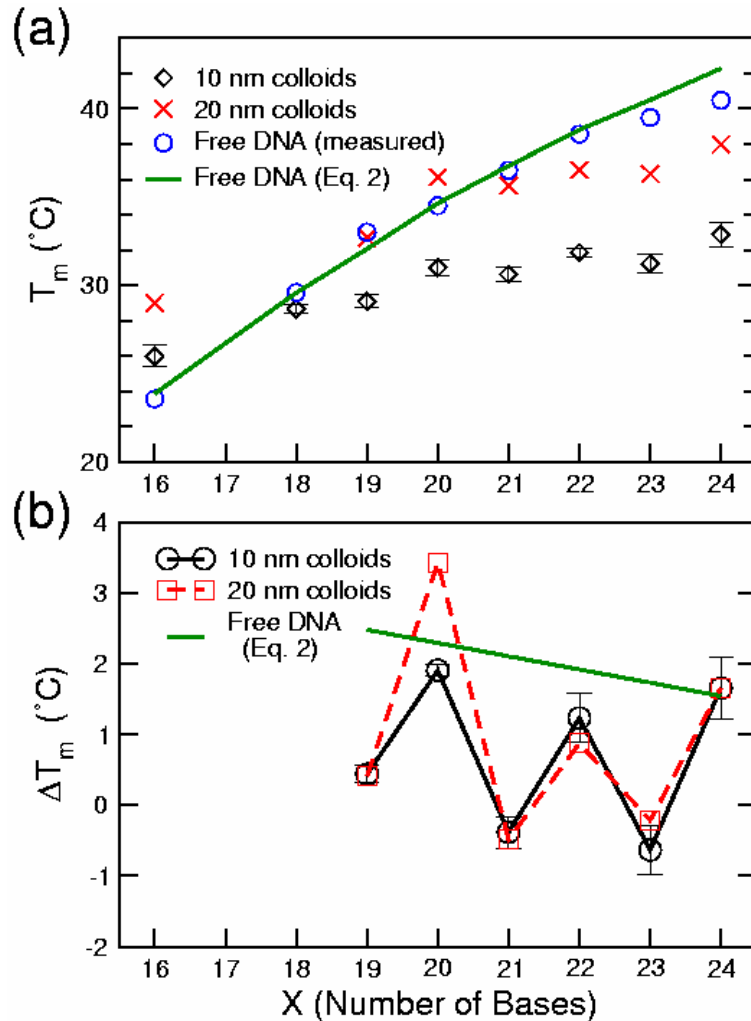 (a)
10 nm colloids
20 nm colloids
Free DNA (measured)
Free DNA (Eq. 2)
40
30
20
T_m (°C)
16 17 18 19 20 21 22 23 24
(b)
10 nm colloids
20 nm colloids
Free DNA
(Eq. 2)
4
3
2
1
0
-1
-2
ΔT_m (°C)
16 17 18 19 20 21 22 23 24
X (Number of Bases)